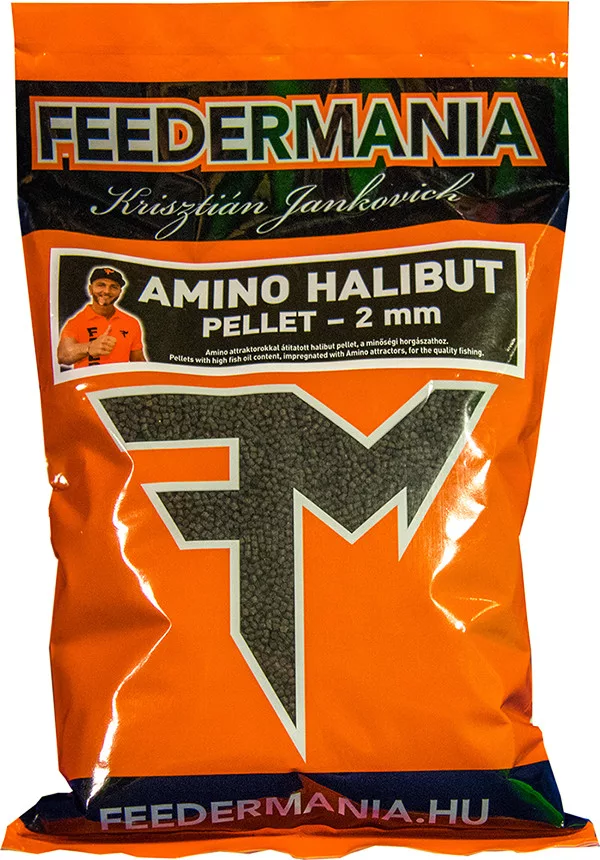 FEEDERMANIA
Krisztián Jankovich
AMINO HALIBUT
PELLET – 2 mm
Amino attraktorokkal átitatott halibut pellet, a minőségi horgászathoz.
Pellets with high fish oil content, impregnated with Amino attractors, for the quality fishing.
FM
FEEDERMANIA.HU